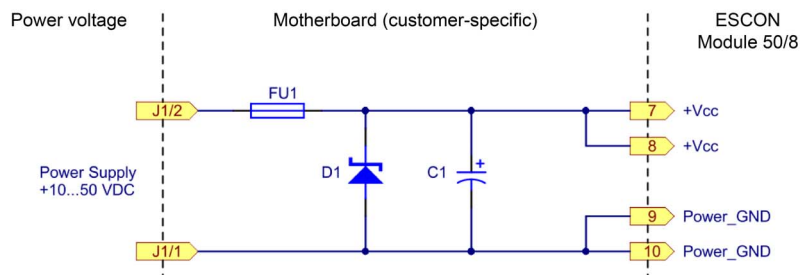 Power voltage
Motherboard (customer-specific)
ESCON
Module 50/8
FU1
J1/2
7
+Vcc
8
+Vcc
Power Supply
+10...50 VDC
D1
C1
+
9
Power_GND
J1/1
10
Power_GND